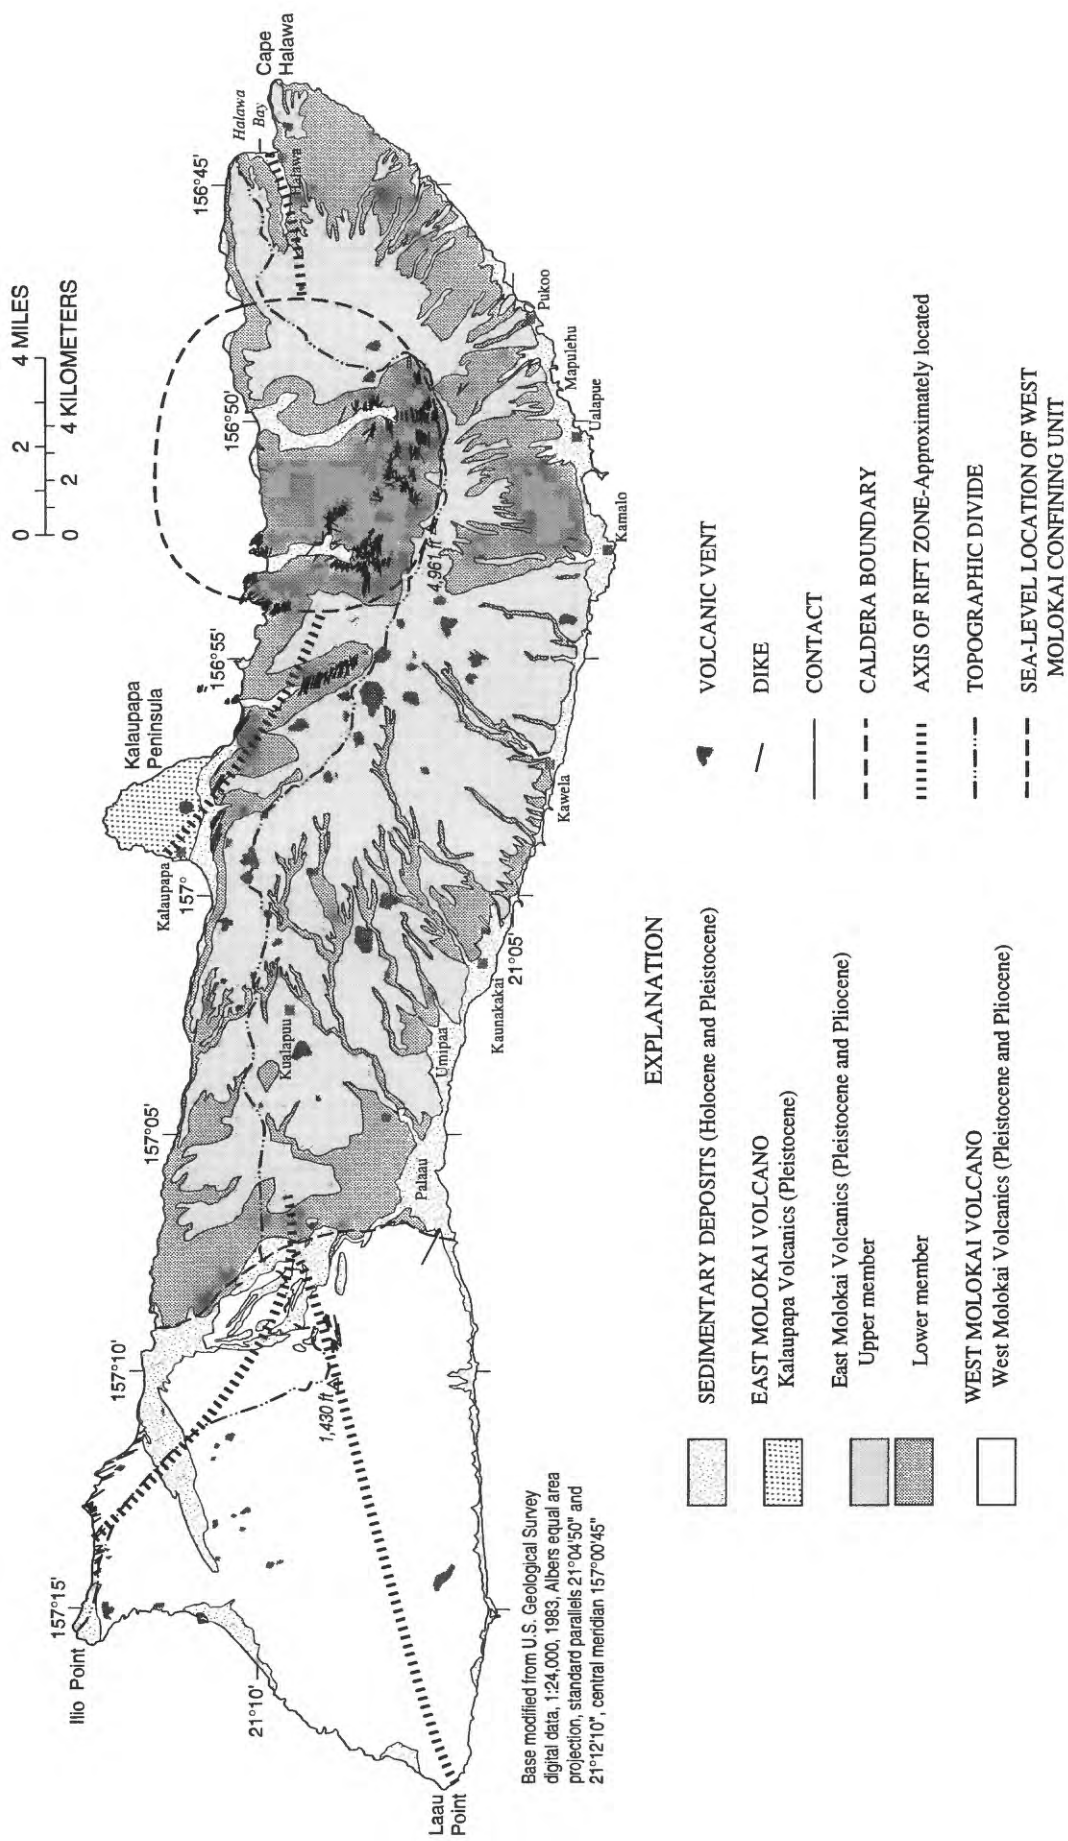 0 2 4 MILES
0 2 4 KILOMETERS
Ilio Point
157°15'
157°10'
157°05'
157°
156°55'
156°50'
156°45'
Kalaupapa
Kalaupapa
Peninsula
Halawa
Bay
Cape
Halawa
Halawa
21°10'
Laau
Point
1,430 ft
Palaau
Kualapuu
Umipaa
Kaunakakai
21°05'
Kawela
4,961
Kamalo
Ualapue
Mapulehu
Pukoo
Base modified from U.S. Geological Survey
digital data, 1:24,000, 1983, Albers equal area
projection, standard parallels 21°04'50" and
21°12'10", central meridian 157°00'45"
EXPLANATION
SEDIMENTARY DEPOSITS (Holocene and Pleistocene)
EAST MOLOKAI VOLCANO
Kalaupapa Volcanics (Pleistocene)
East Molokai Volcanics (Pleistocene and Pliocene)
Upper member
Lower member
WEST MOLOKAI VOLCANO
West Molokai Volcanics (Pleistocene and Pliocene)
VOLCANIC VENT
DIKE
CONTACT
CALDERA BOUNDARY
AXIS OF RIFT ZONE-Approximately located
TOPOGRAPHIC DIVIDE
SEA-LEVEL LOCATION OF WEST
MOLOKAI CONFINING UNIT